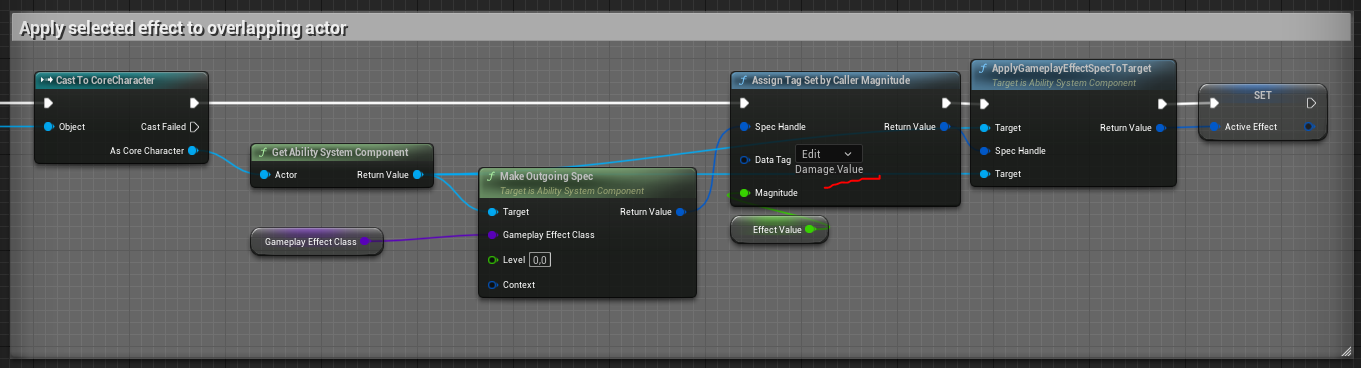 Apply selected effect to overlapping actor
Cast To CoreCharacter
Object
Cast Failed
As Core Character
f Get Ability System Component
Actor
Return Value
Gameplay Effect Class
f Make Outgoing Spec
Target is Ability System Component
Target
Return Value
Gameplay Effect Class
Level 0,0
Context
f Assign Tag Set by Caller Magnitude
Spec Handle
Return Value
Data Tag Edit
Damage.Value
Magnitude
Effect Value
f ApplyGameplayEffectSpecToTarget
Target is Ability System Component
Target
Return Value
Spec Handle
Target
SET
Active Effect